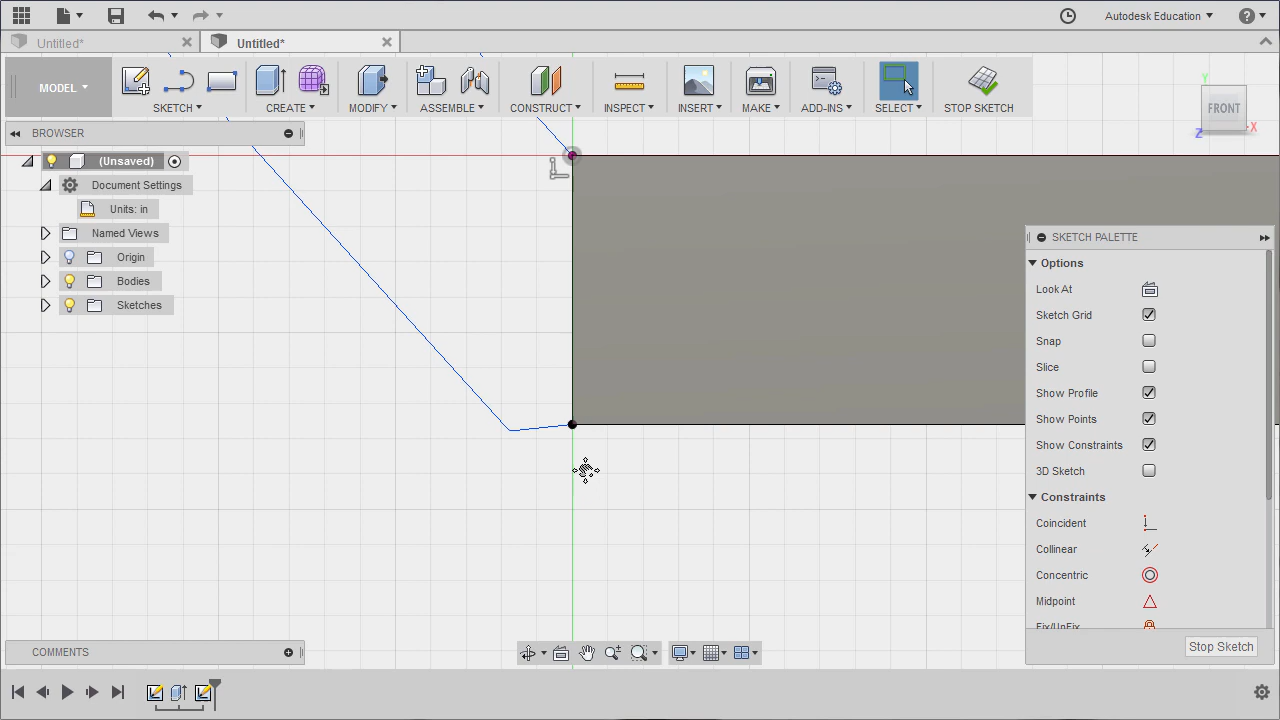 Autodesk Education
Untitled*
Untitled*
MODEL
SKETCH
CREATE
MODIFY
ASSEMBLE
CONSTRUCT
INSPECT
INSERT
MAKE
ADD-INS
SELECT
STOP SKETCH
Y
FRONT
X
Z
BROWSER
(Unsaved)
Document Settings
Units: in
Named Views
Origin
Bodies
Sketches
SKETCH PALETTE
Options
Look At
Sketch Grid
Snap
Slice
Show Profile
Show Points
Show Constraints
3D Sketch
Constraints
Coincident
Collinear
Concentric
Midpoint
Fix/UnFix
Stop Sketch
COMMENTS